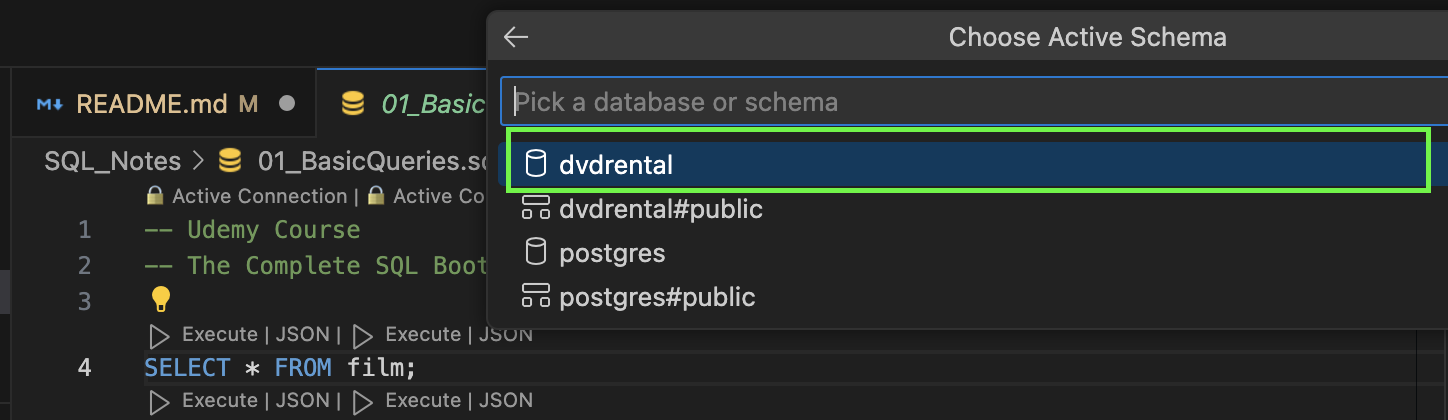 Choose Active Schema
README.md M
01_Basic
Pick a database or schema
SQL_Notes > 01_BasicQueries.sq
dvdrental
Active Connection | Active Co
dvdrental#public
1 -- Udemy Course
postgres
2 -- The Complete SQL Boot
postgres#public
3
Execute | JSON | Execute | JSON
4 SELECT * FROM film;
Execute | JSON | Execute | JSON